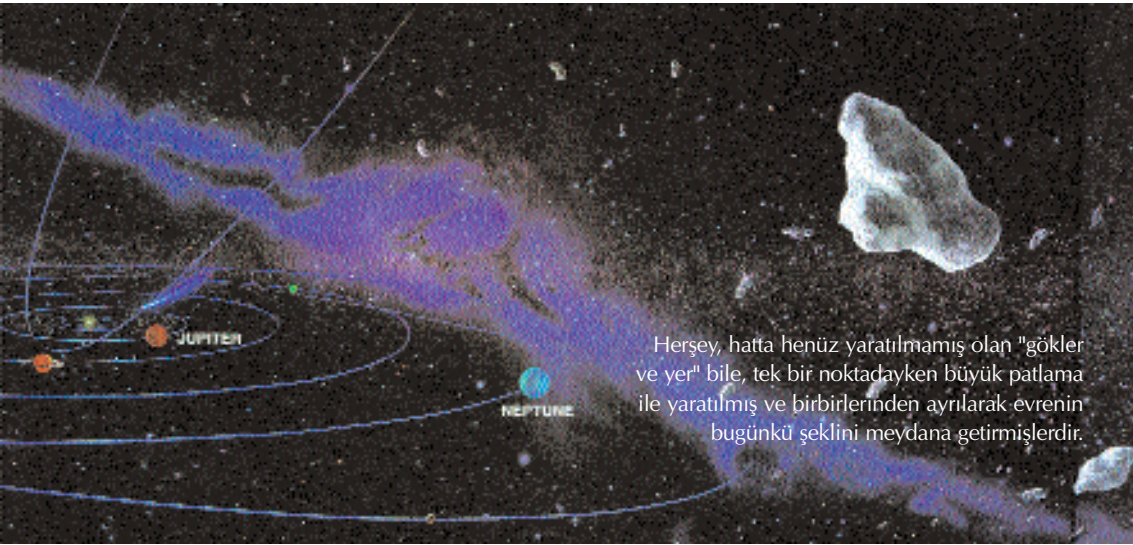 JUPITER
NEPTUNE
Herşey, hatta henüz yaratılmamış olan "gökler
ve yer" bile, tek bir noktadayken büyük patlama
ile yaratılmış ve birbirlerinden ayrılarak evrenin
bugünkü şeklini meydana getirmişlerdir.